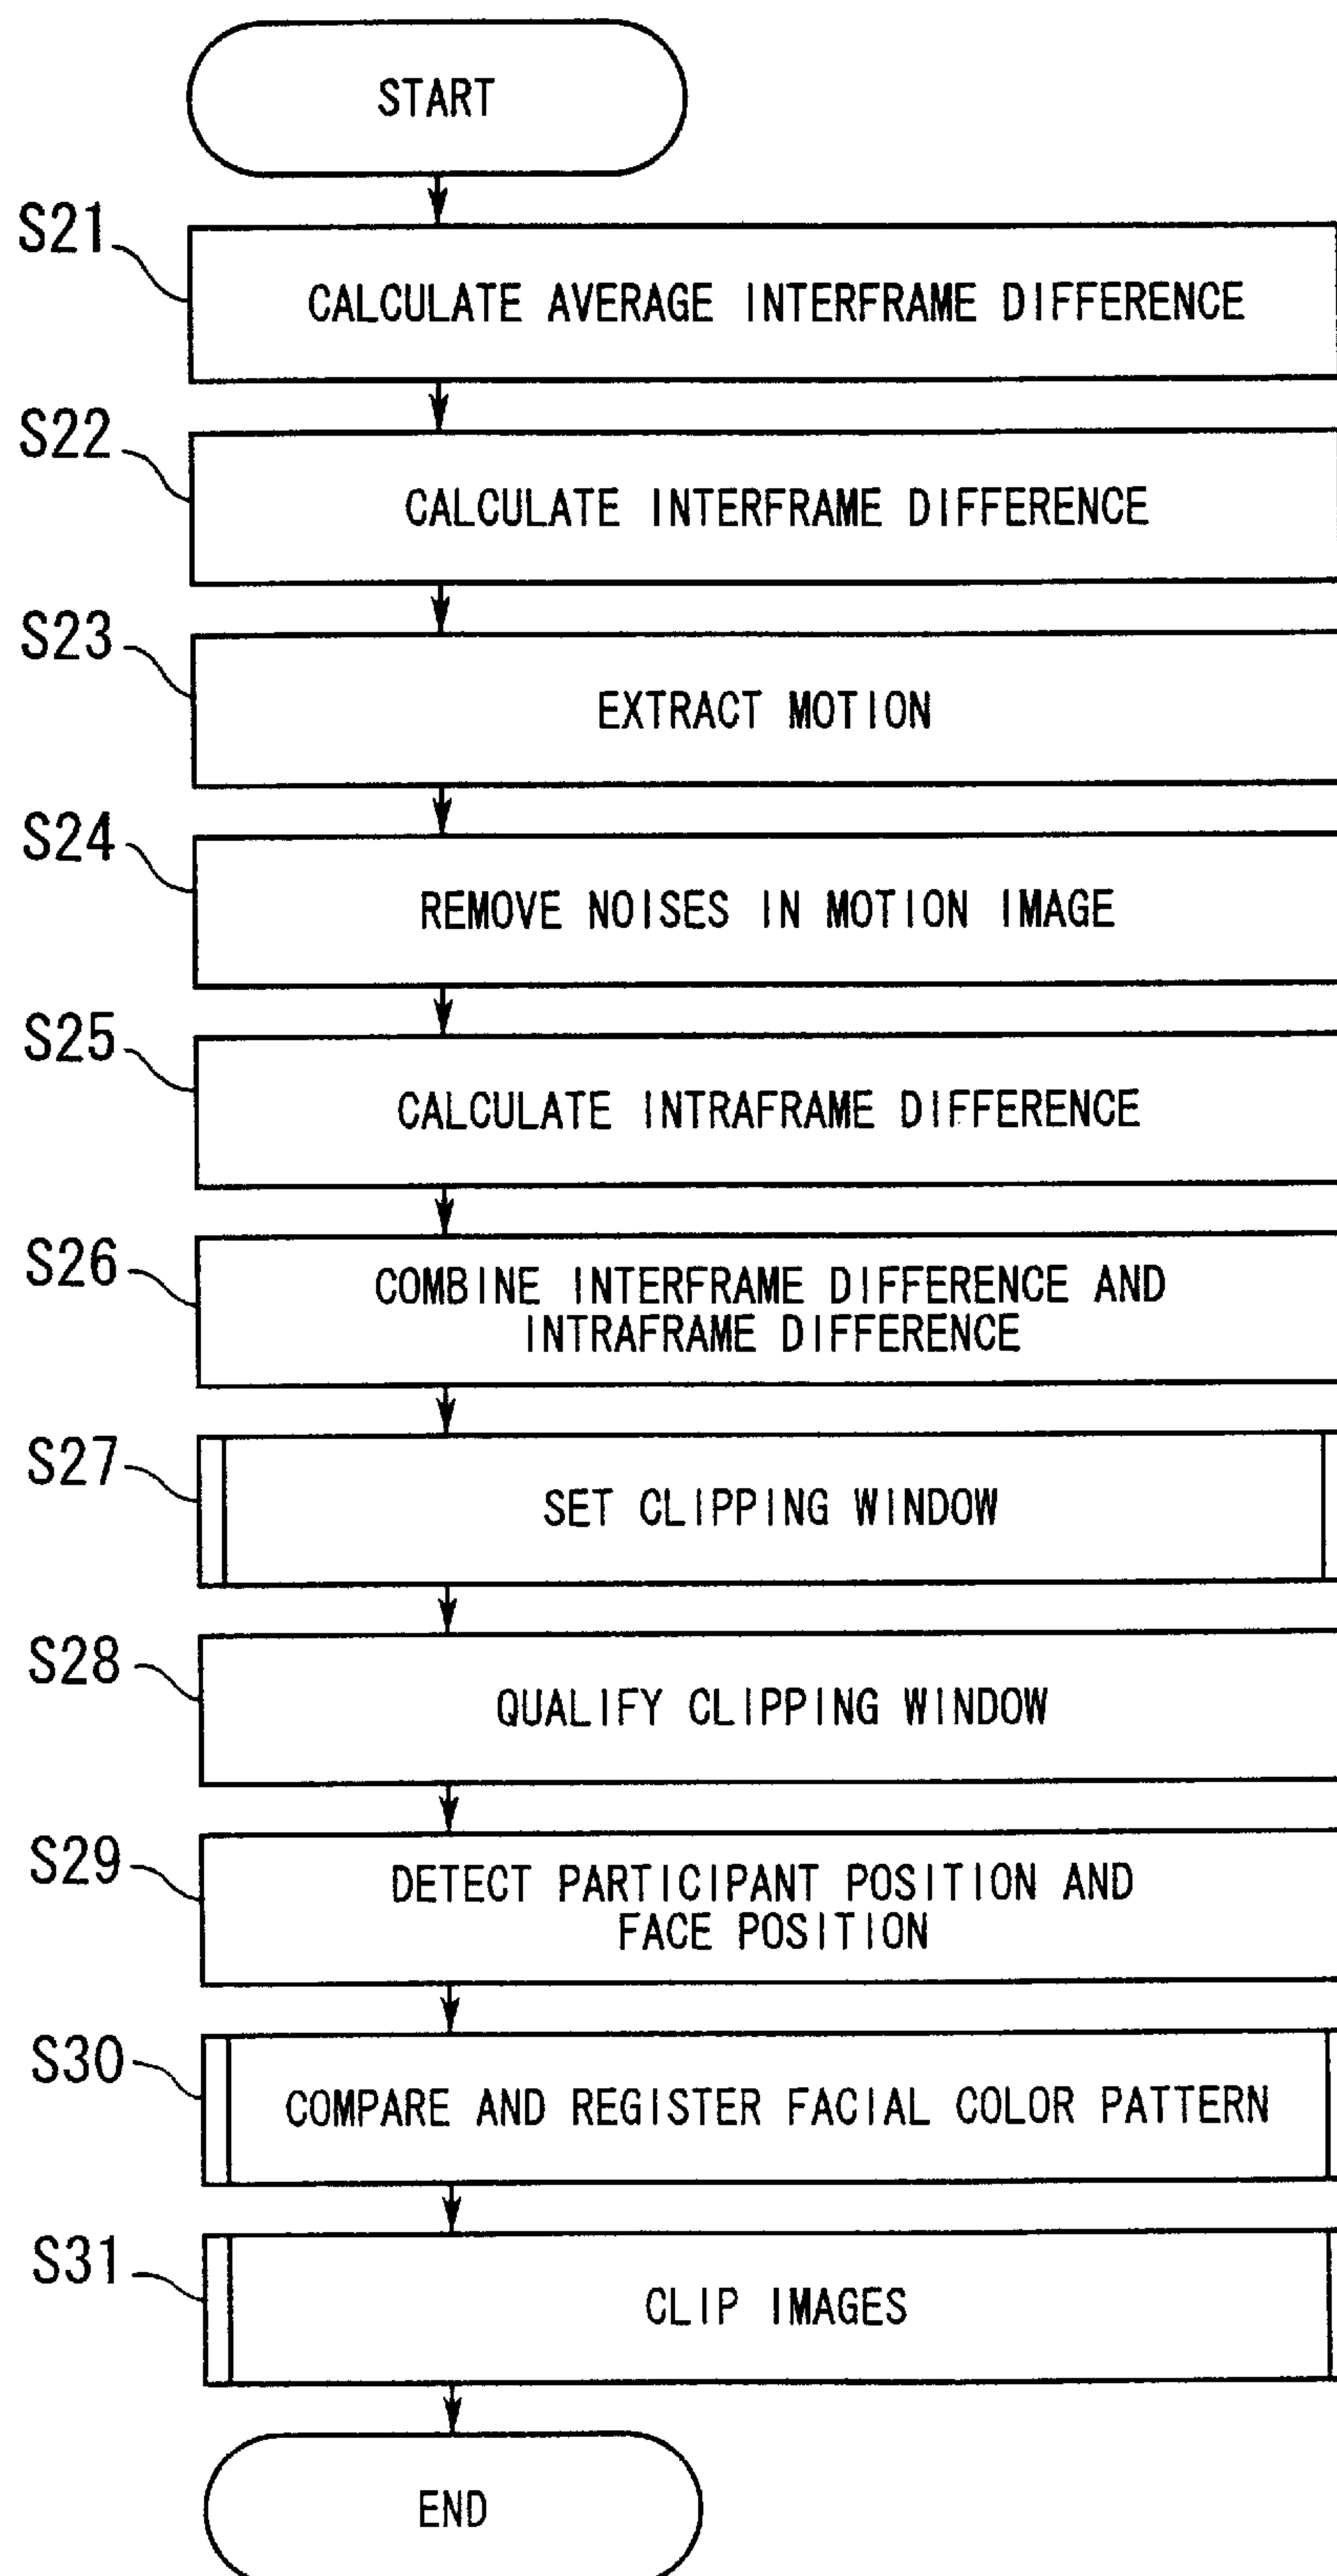 START
S21
CALCULATE AVERAGE INTERFRAME DIFFERENCE
S22
CALCULATE INTERFRAME DIFFERENCE
S23
EXTRACT MOTION
S24
REMOVE NOISES IN MOTION IMAGE
S25
CALCULATE INTRAFRAME DIFFERENCE
S26
COMBINE INTERFRAME DIFFERENCE AND
INTRAFRAME DIFFERENCE
S27
SET CLIPPING WINDOW
S28
QUALIFY CLIPPING WINDOW
S29
DETECT PARTICIPANT POSITION AND
FACE POSITION
S30
COMPARE AND REGISTER FACIAL COLOR PATTERN
S31
CLIP IMAGES
END